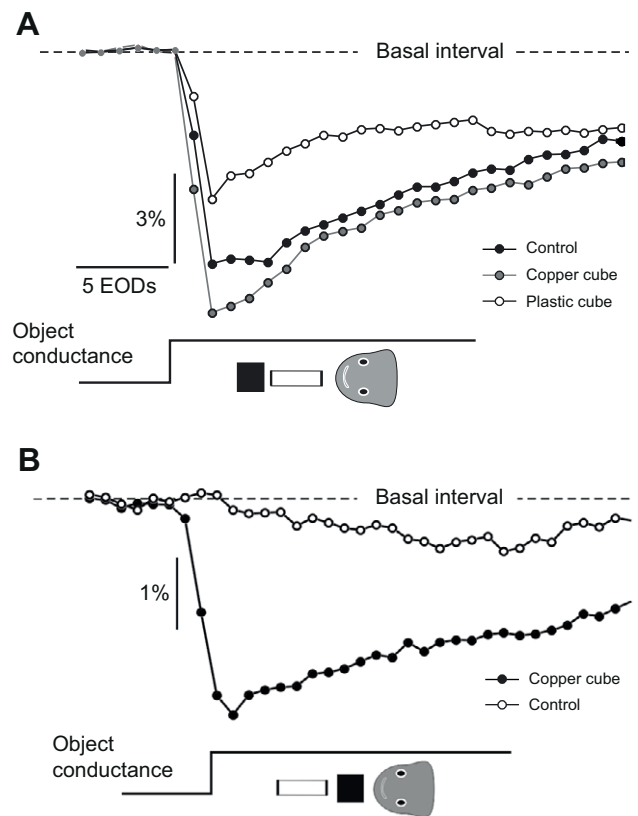 A
Basal interval
3%
5 EODs
Control
Copper cube
Plastic cube
Object
conductance
B
Basal interval
1%
Copper cube
Control
Object
conductance